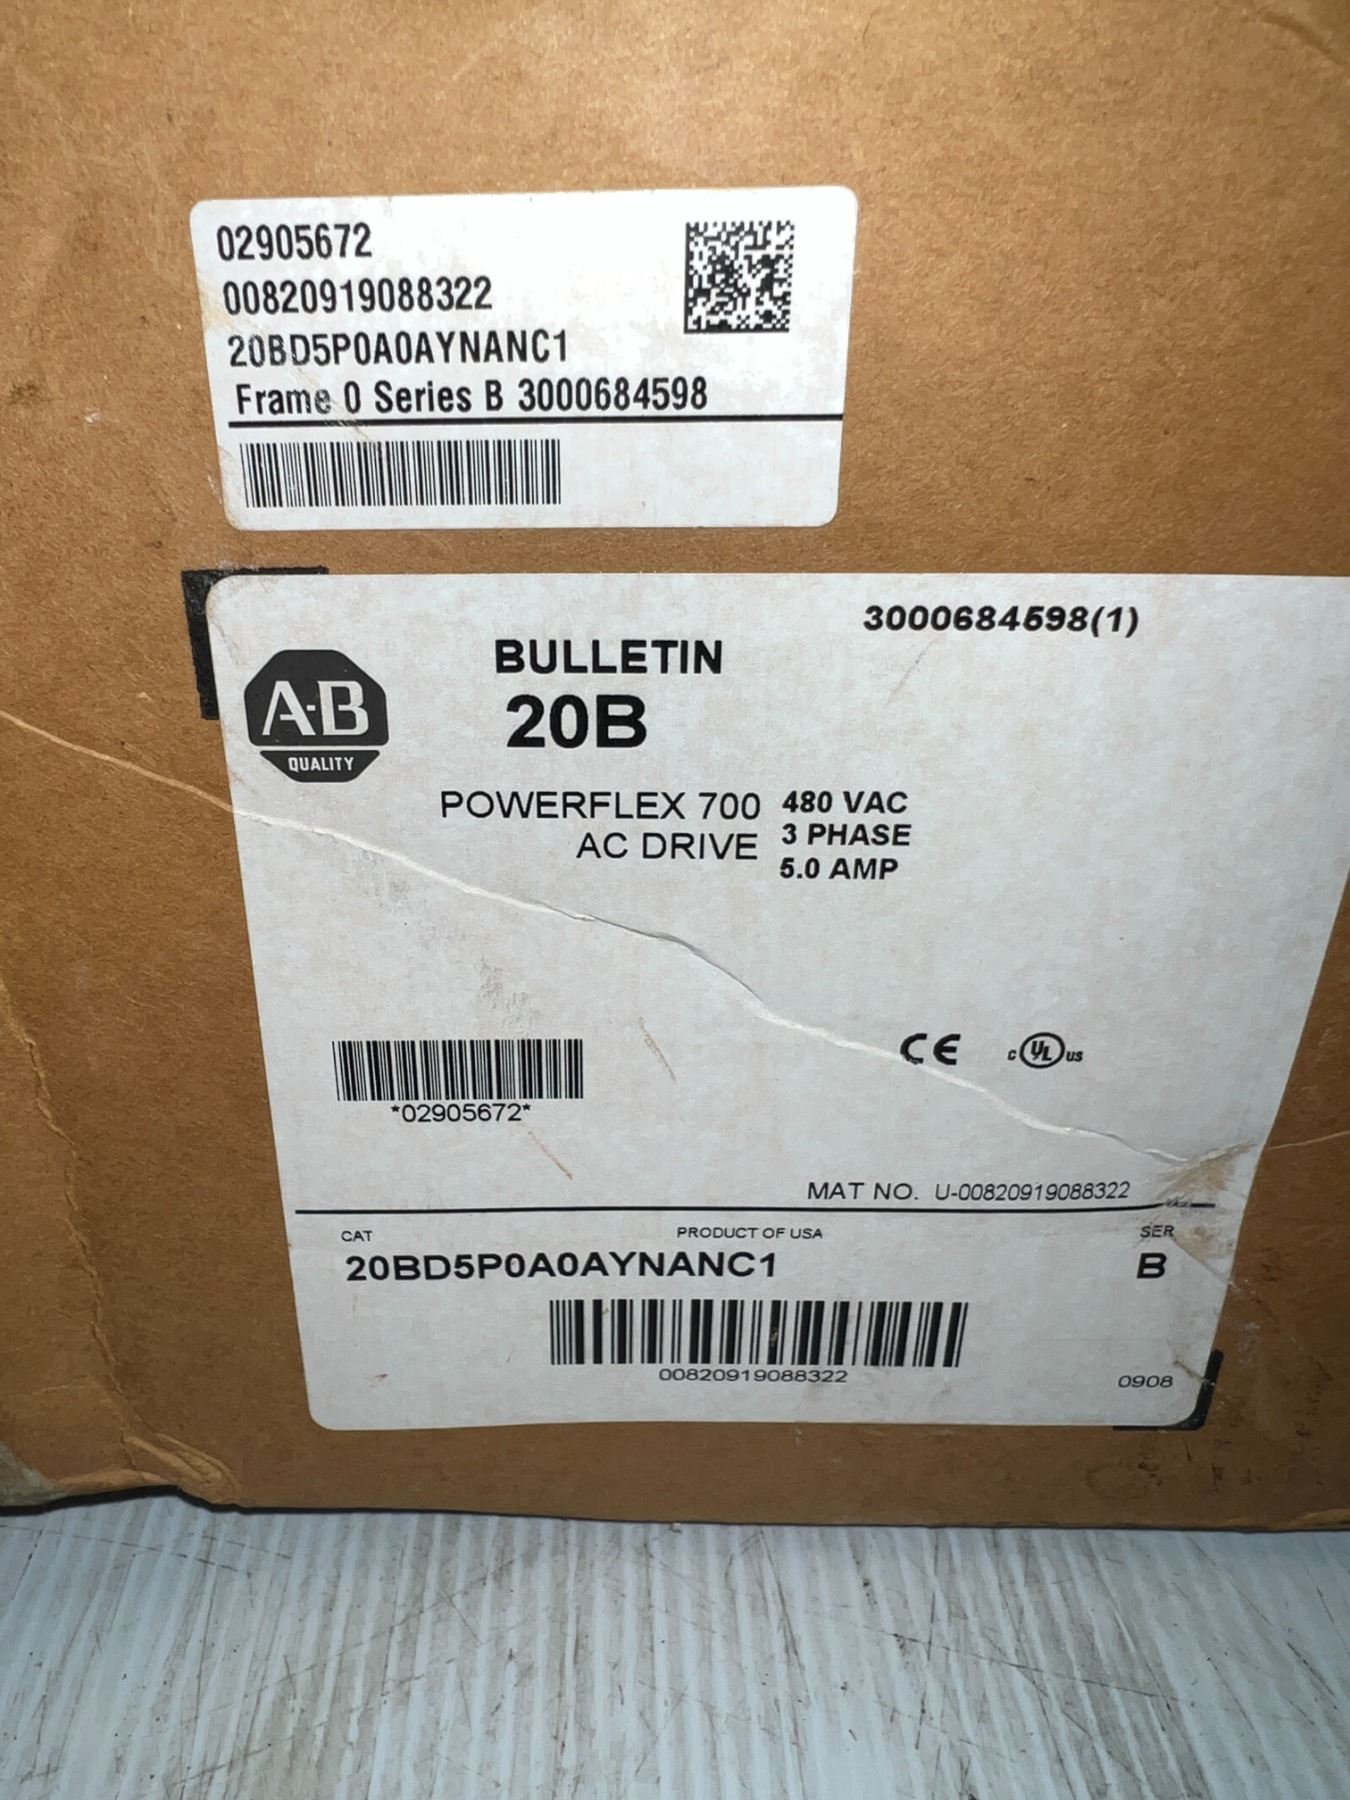 02905672
00820919088322
20BD5P0A0AYNANC1
Frame 0 Series B 3000684598
3000684598(1)
BULLETIN
20B
A-B
QUALITY
POWERFLEX 700 480 VAC
AC DRIVE 3 PHASE
5.0 AMP
CE c UL us
*02905672*
MAT NO. U-00820919088322
CAT PRODUCT OF USA SER
20BD5P0A0AYNANC1 B
00820919088322
0908